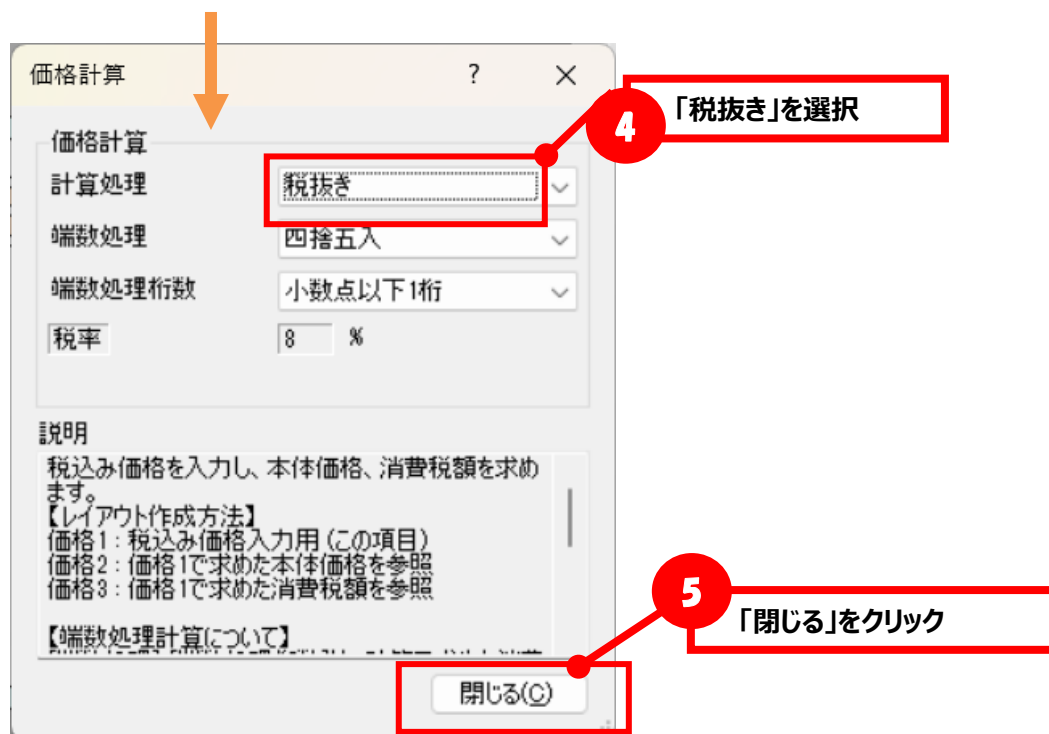 価格計算 ? ×
4 「税抜き」を選択
価格計算
計算処理 税抜き
端数処理 四捨五入
端数処理桁数 小数点以下1桁
税率 8 %
説明
税込み価格を入力し、本体価格、消費税額を求め
ます。
【レイアウト作成方法】
価格1：税込み価格入力用(この項目)
価格2：価格1で求めた本体価格を参照
価格3：価格1で求めた消費税額を参照
【端数処理計算について】
5 「閉じる」をクリック
閉じる(C)